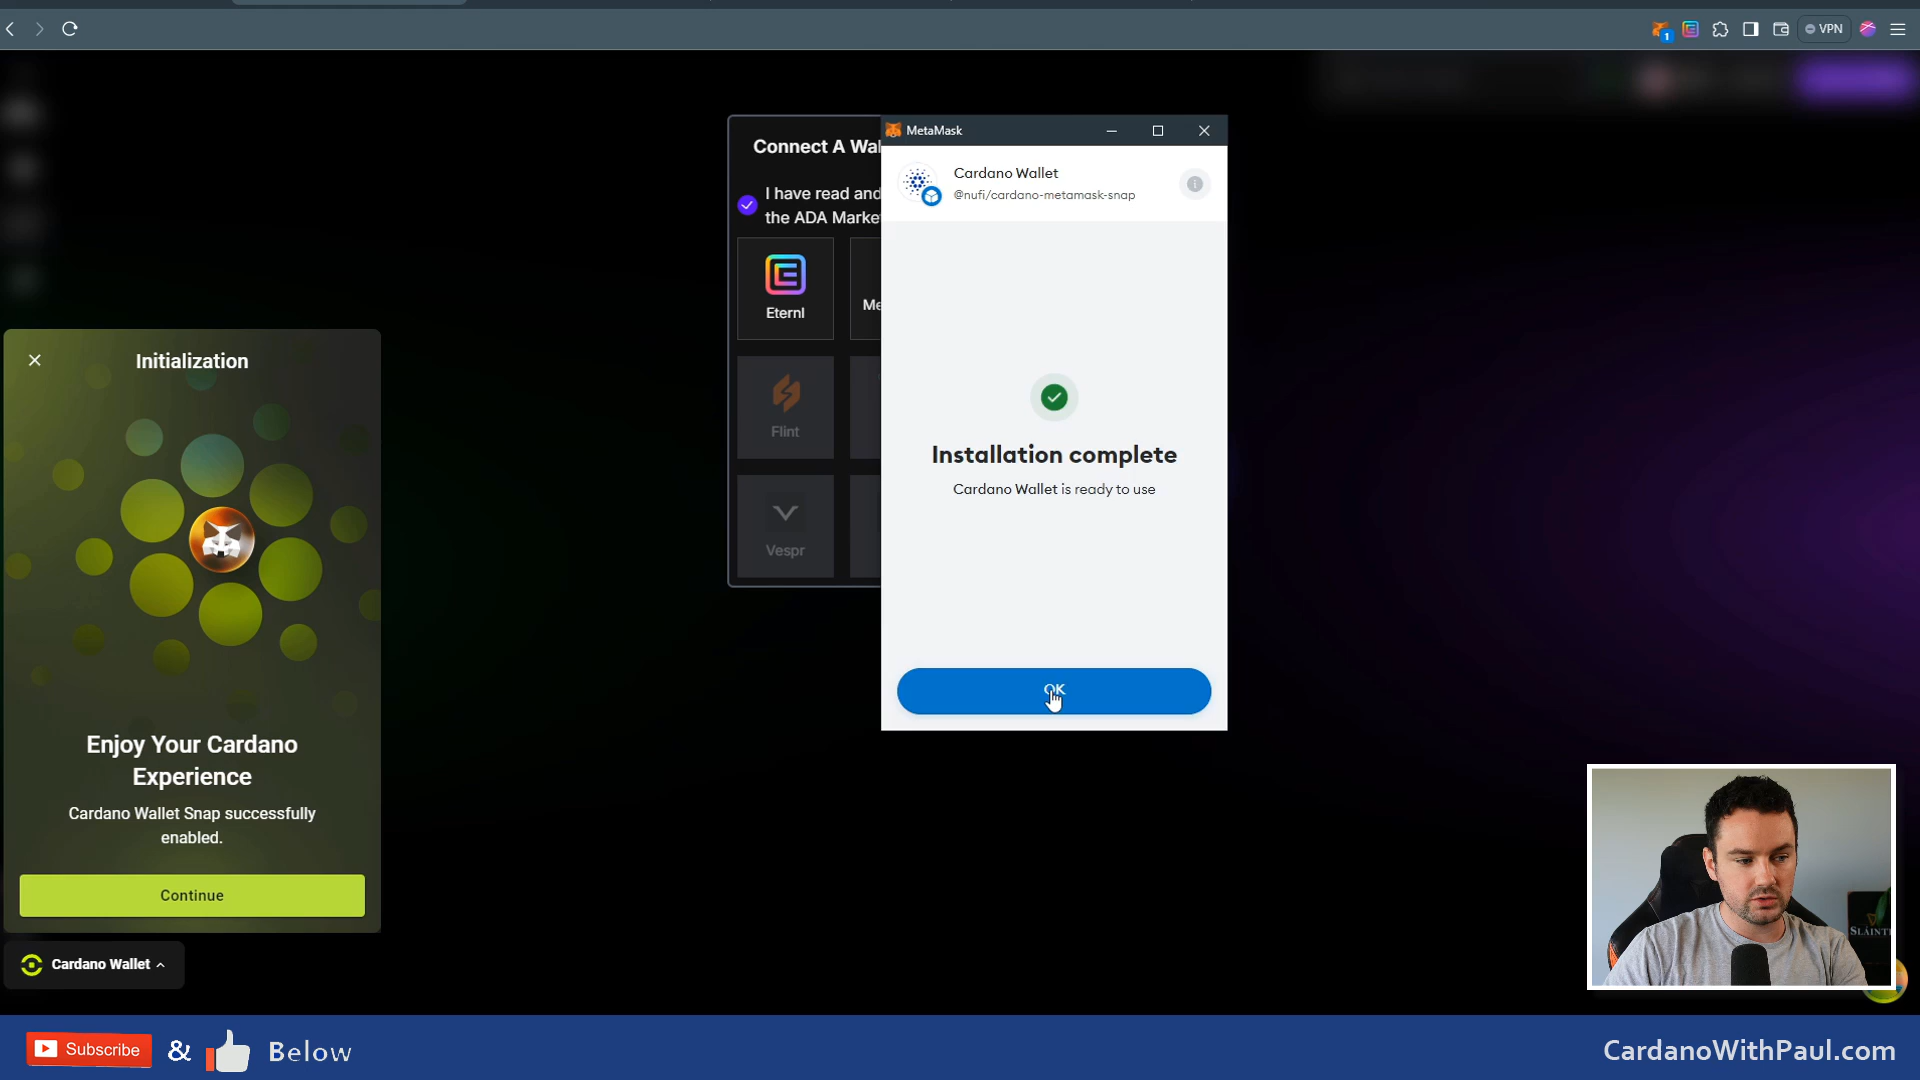 1
VPN
Connect A Wal
I have read and
the ADA Marke
Eternl
Me
Flint
Vespr
MetaMask
Cardano Wallet
@nufi/cardano-metamask-snap
Installation complete
Cardano Wallet is ready to use
OK
Initialization
Enjoy Your Cardano
Experience
Cardano Wallet Snap successfully
enabled.
Continue
Cardano Wallet
SLÁINTE
Subscribe & Below
CardanoWithPaul.com